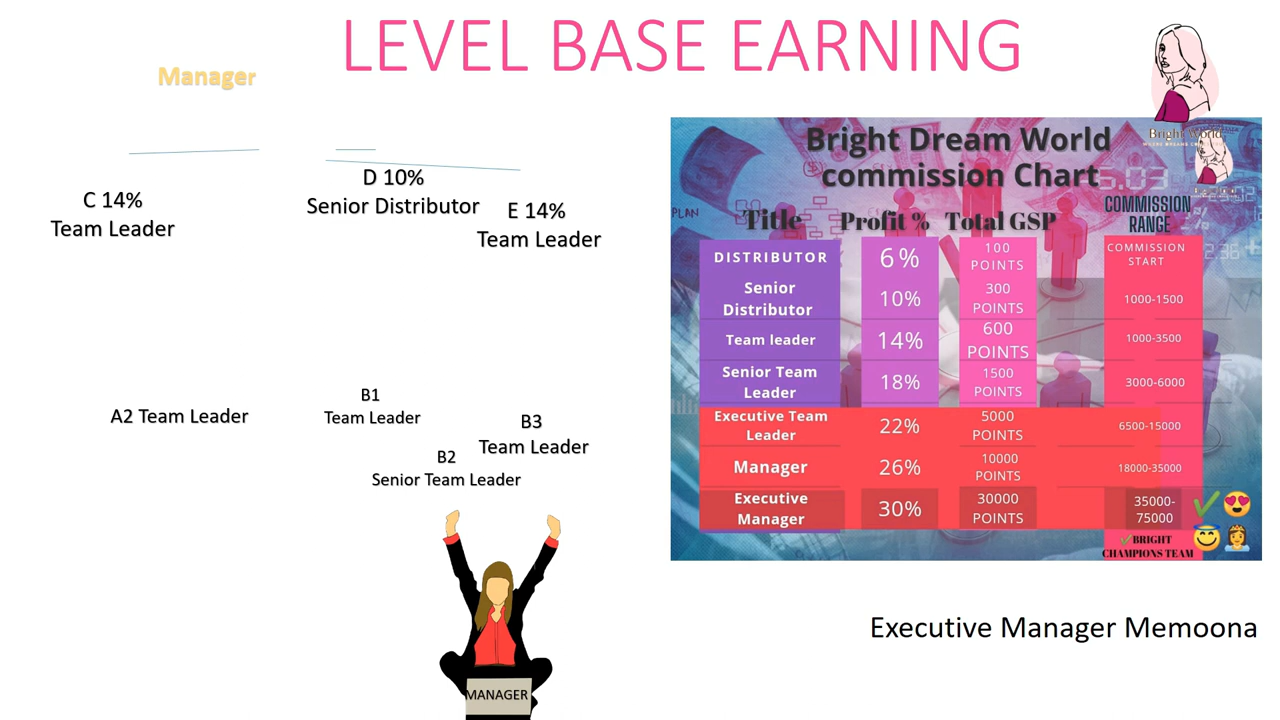 LEVEL BASE EARNING
Manager
C 14%
Team Leader
D 10%
Senior Distributor
E 14%
Team Leader
A2 Team Leader
B1
Team Leader
B3
Team Leader
B2
Senior Team Leader
MANAGER
Bright World
Bright Dream World
commission Chart
PLAN
Title Profit % Total GSP COMMISSION RANGE
DISTRIBUTOR 6% 100 POINTS COMMISSION START
Senior Distributor 10% 300 POINTS 1000-1500
Team leader 14% 600 POINTS 1000-3500
Senior Team Leader 18% 1500 POINTS 3000-6000
Executive Team Leader 22% 5000 POINTS 6500-15000
Manager 26% 10000 POINTS 18000-35000
Executive Manager 30% 30000 POINTS 35000-75000
BRIGHT
CHAMPIONS TEAM
Executive Manager Memoona